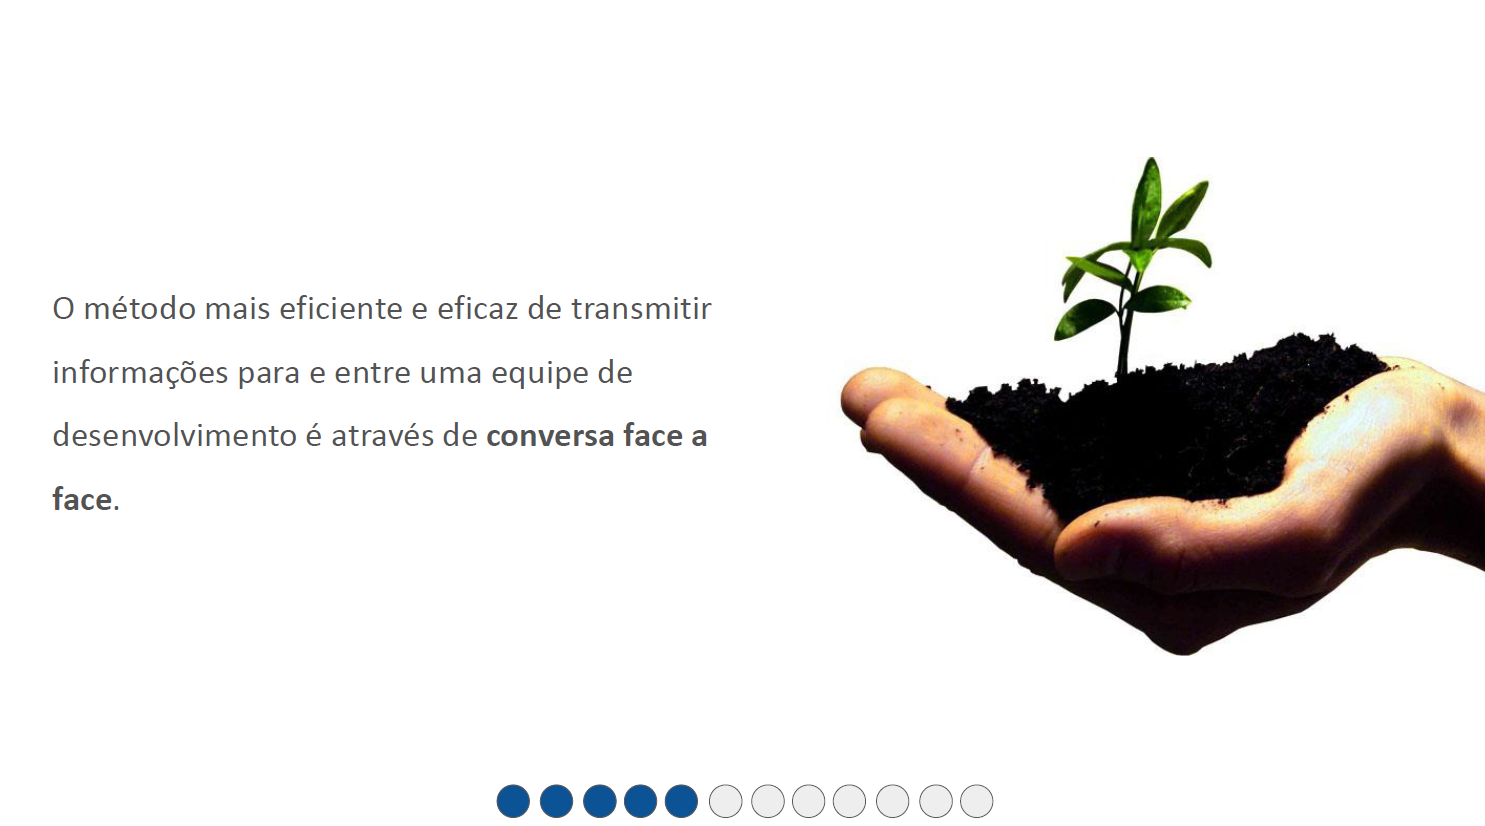 O método mais eficiente e eficaz de transmitir
informações para e entre uma equipe de
desenvolvimento é através de conversa face a
face.